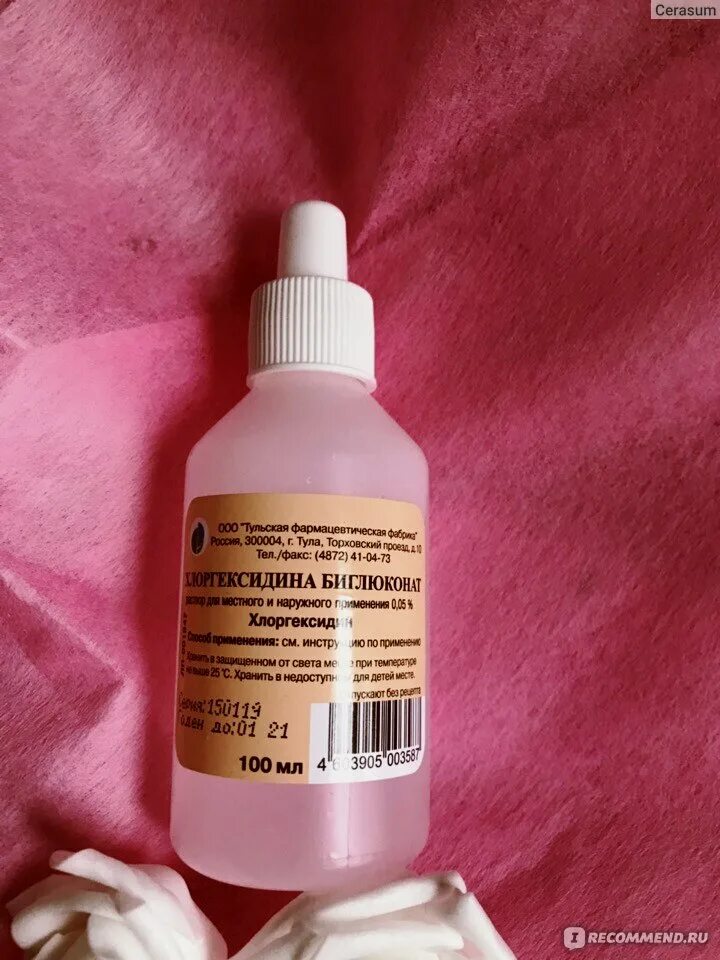 Cerasum
ООО "Тульская фармацевтическая фабрика"
Россия, 300004, г. Тула, Торховский проезд, д.10
Тел./факс: (4872) 41-04-73
ХЛОРГЕКСИДИНА БИГЛЮКОНАТ
раствор для местного и наружного применения 0,05 %
Хлоргексидин
Способ применения: см. инструкцию по применению
Хранить в защищенном от света месте при температуре
не выше 25 °C. Хранить в недоступном для детей месте.
Отпускают без рецепта
Серия:150119
Годен до:01 21
100 мл
4 603905 003587
IRECOMMEND.RU